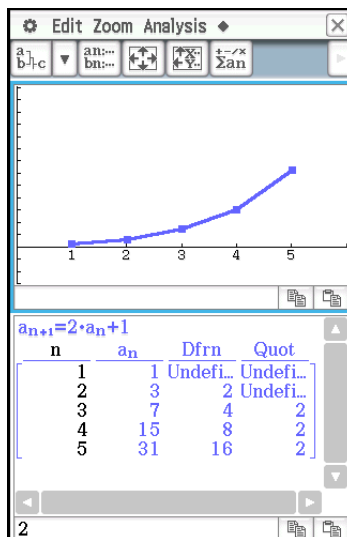 Edit Zoom Analysis
a b c an:··· bn:··· X:·· Y:·· +−/× Σan
1 2 3 4 5
aₙ₊₁=2·aₙ+1
n aₙ Dfrn Quot
1 1 Undefi... Undefi...
2 3 2 Undefi...
3 7 4 2
4 15 8 2
5 31 16 2
2